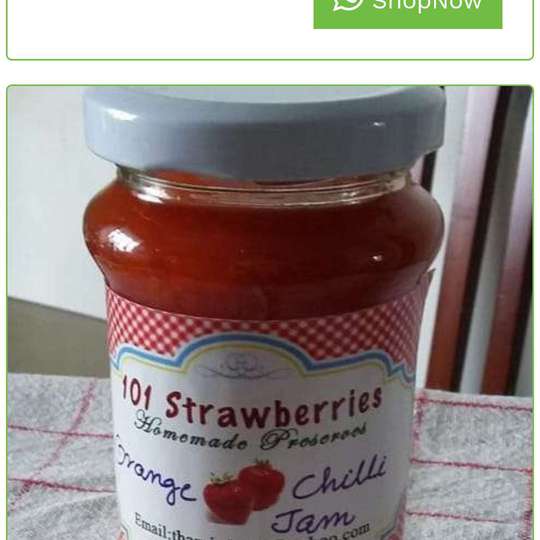 ShopNow
101 Strawberries
Homemade Preserves
Orange Chilli
Jam